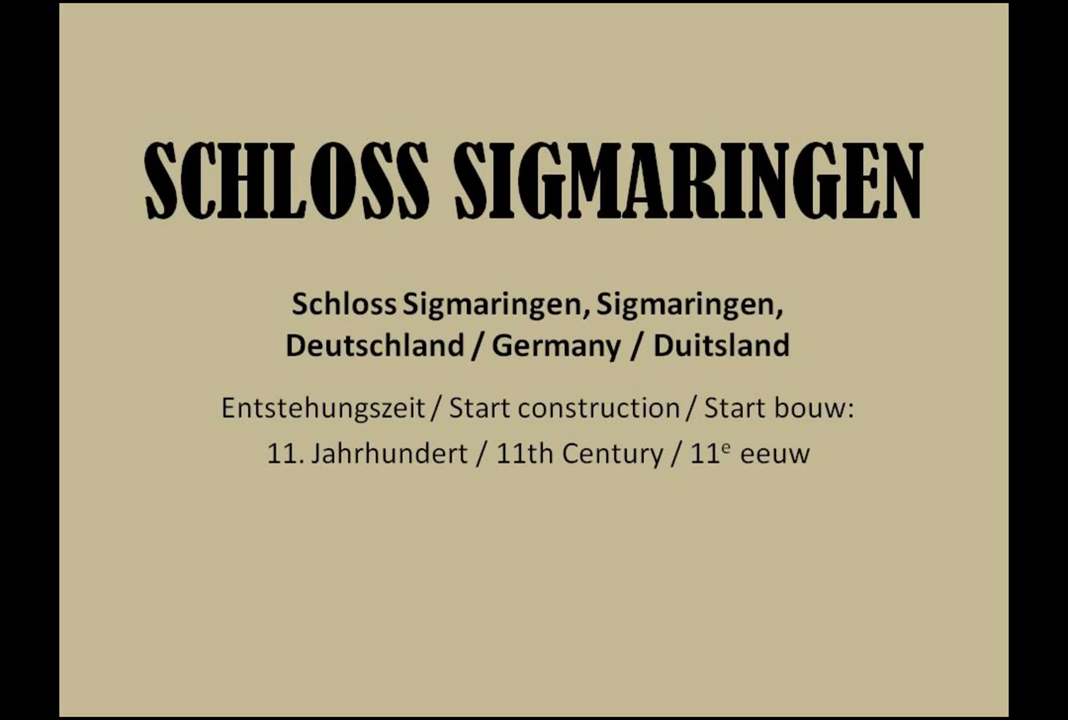 SCHLOSS SIGMARINGEN
Schloss Sigmaringen, Sigmaringen,
Deutschland / Germany / Duitsland
Entstehungszeit / Start construction / Start bouw:
11. Jahrhundert / 11th Century / 11e eeuw